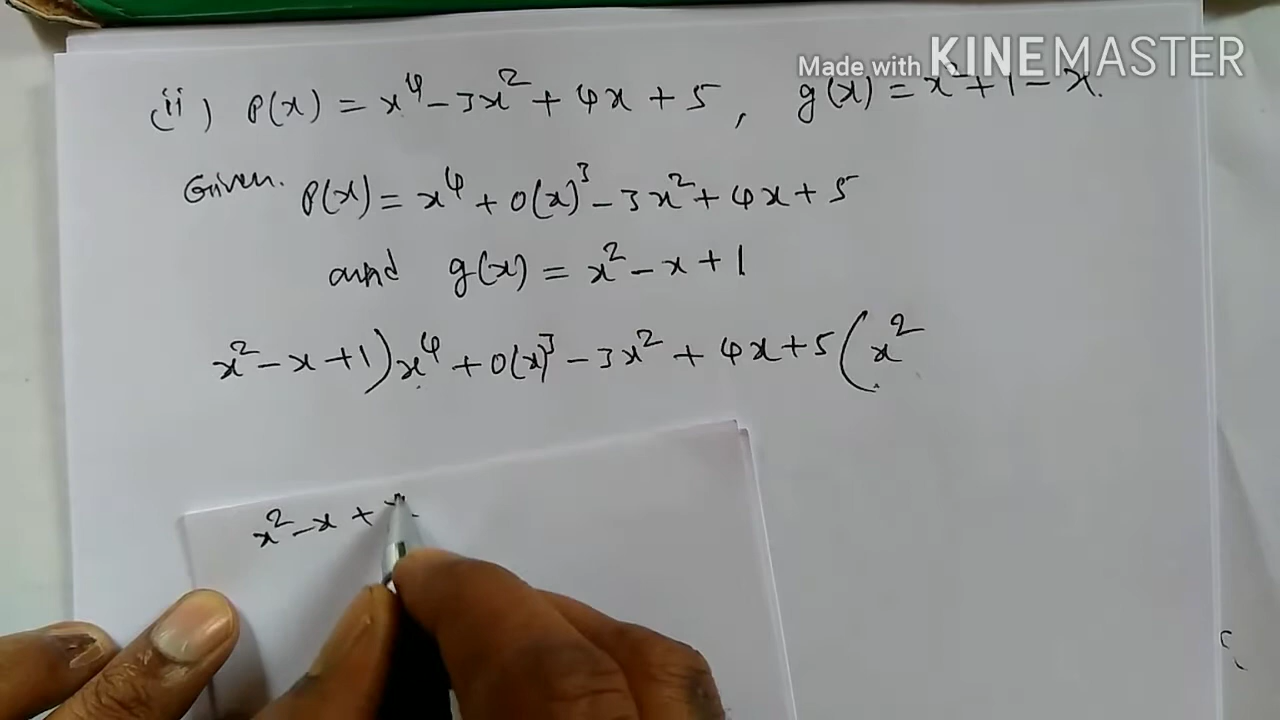 Made with KINEMASTER
(ii) P(x) = x⁴ - 3x² + 4x + 5, g(x) = x² + 1 - x.
Given. P(x) = x⁴ + 0(x)³ - 3x² + 4x + 5
and g(x) = x² - x + 1
x² - x + 1) x⁴ + 0(x)³ - 3x² + 4x + 5 ( x²
x² - x +